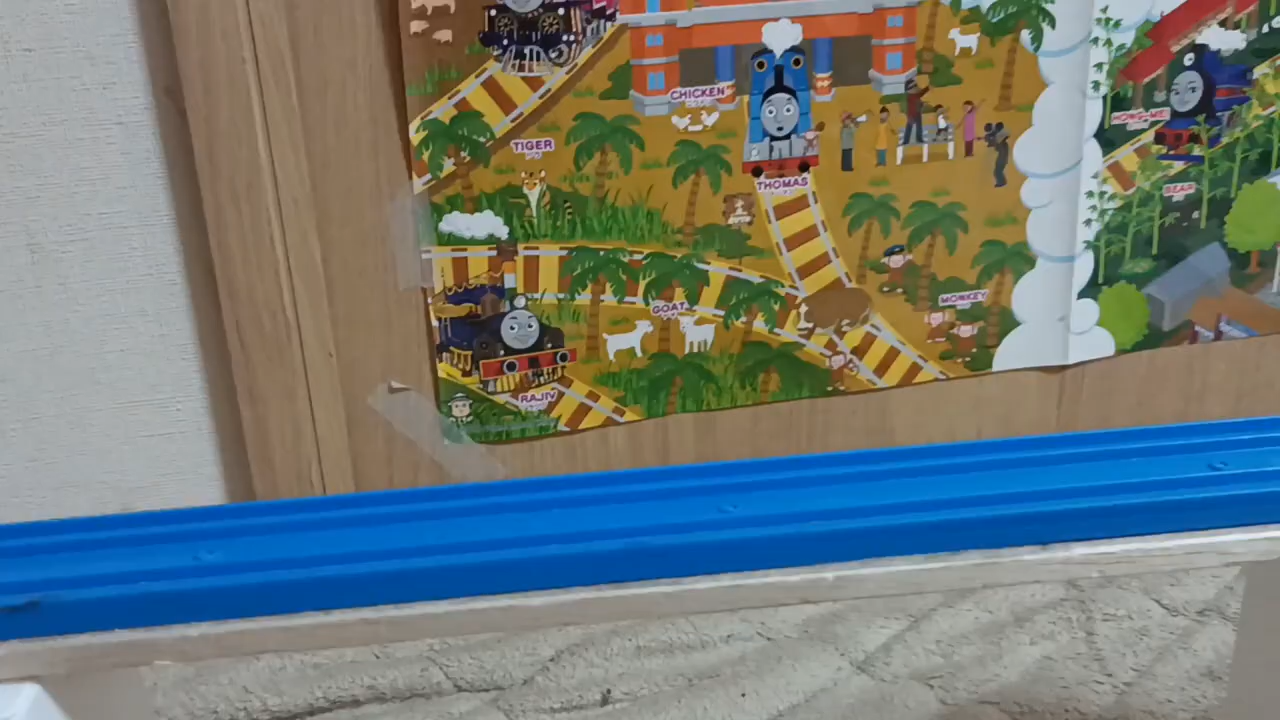 CHICKEN
TIGER
THOMAS
HONG-MEI
BEAR
MONKEY
GOAT
RAJIV